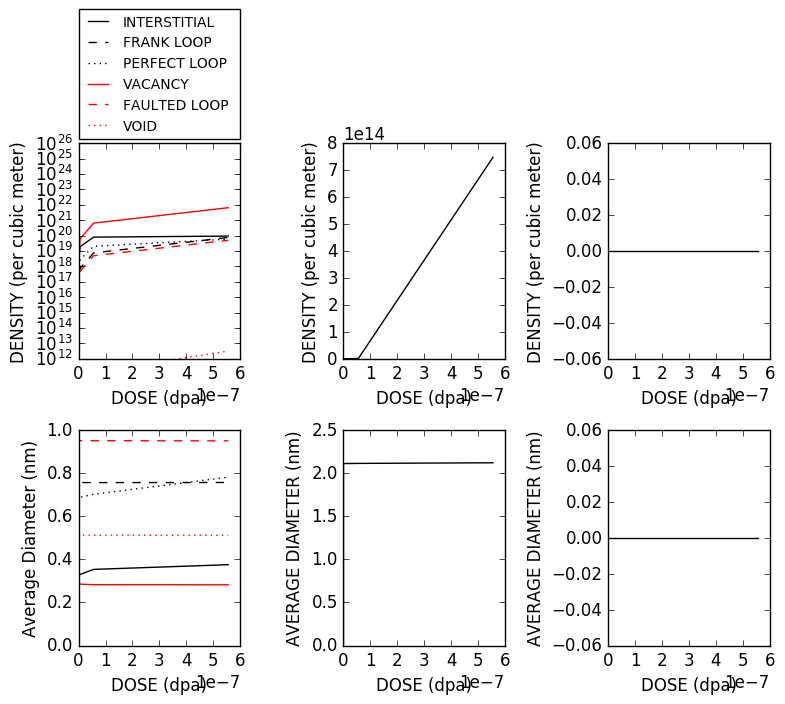 INTERSTITIAL
FRANK LOOP
PERFECT LOOP
VACANCY
FAULTED LOOP
VOID
DENSITY (per cubic meter)
10^26
10^25
10^24
10^23
10^22
10^21
10^20
10^19
10^18
10^17
10^16
10^15
10^14
10^13
10^12
0 1 2 3 4 5 6
DOSE (dpa)
1e−7
DENSITY (per cubic meter)
1e14
8
7
6
5
4
3
2
1
0
0 1 2 3 4 5 6
DOSE (dpa)
1e−7
DENSITY (per cubic meter)
0.06
0.04
0.02
0.00
−0.02
−0.04
−0.06
0 1 2 3 4 5 6
DOSE (dpa)
1e−7
Average Diameter (nm)
1.0
0.8
0.6
0.4
0.2
0.0
0 1 2 3 4 5 6
DOSE (dpa)
1e−7
AVERAGE DIAMETER (nm)
2.5
2.0
1.5
1.0
0.5
0.0
0 1 2 3 4 5 6
DOSE (dpa)
1e−7
AVERAGE DIAMETER (nm)
0.06
0.04
0.02
0.00
−0.02
−0.04
−0.06
0 1 2 3 4 5 6
DOSE (dpa)
1e−7